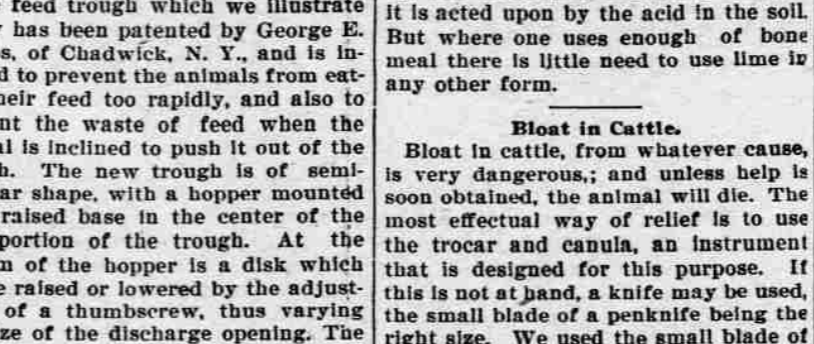 feed trough which we illustrate
has been patented by George E.
s, of Chadwick, N. Y., and is in-
d to prevent the animals from eat-
heir feed too rapidly, and also to
nt the waste of feed when the
al is inclined to push it out of the
h. The new trough is of semi-
ar shape, with a hopper mounted
raised base in the center of the
portion of the trough. At the
m of the hopper is a disk which
e raised or lowered by the adjust-
of a thumbscrew, thus varying
ze of the discharge opening. The
it is acted upon by the acid in the soil.
But where one uses enough of bone
meal there is little need to use lime in
any other form.
Bloat in Cattle.
Bloat in cattle, from whatever cause,
is very dangerous,; and unless help is
soon obtained, the animal will die. The
most effectual way of relief is to use
the trocar and canula, an instrument
that is designed for this purpose. If
this is not at hand, a knife may be used,
the small blade of a penknife being the
right size. We used the small blade of